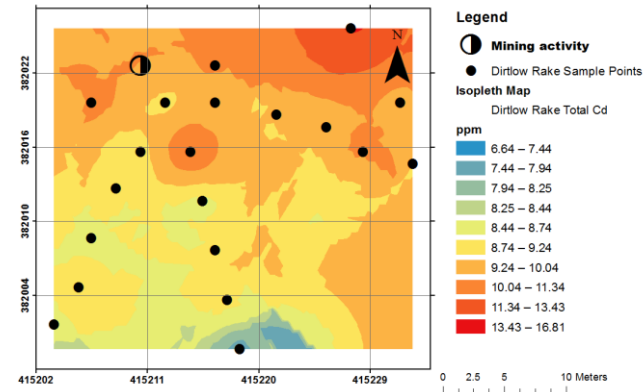 382022
382016
382010
382004
415202
415211
415220
415229
N
Legend
Mining activity
Dirtlow Rake Sample Points
Isopleth Map
Dirtlow Rake Total Cd
ppm
6.64 – 7.44
7.44 – 7.94
7.94 – 8.25
8.25 – 8.44
8.44 – 8.74
8.74 – 9.24
9.24 – 10.04
10.04 – 11.34
11.34 – 13.43
13.43 – 16.81
0 2.5 5 10 Meters